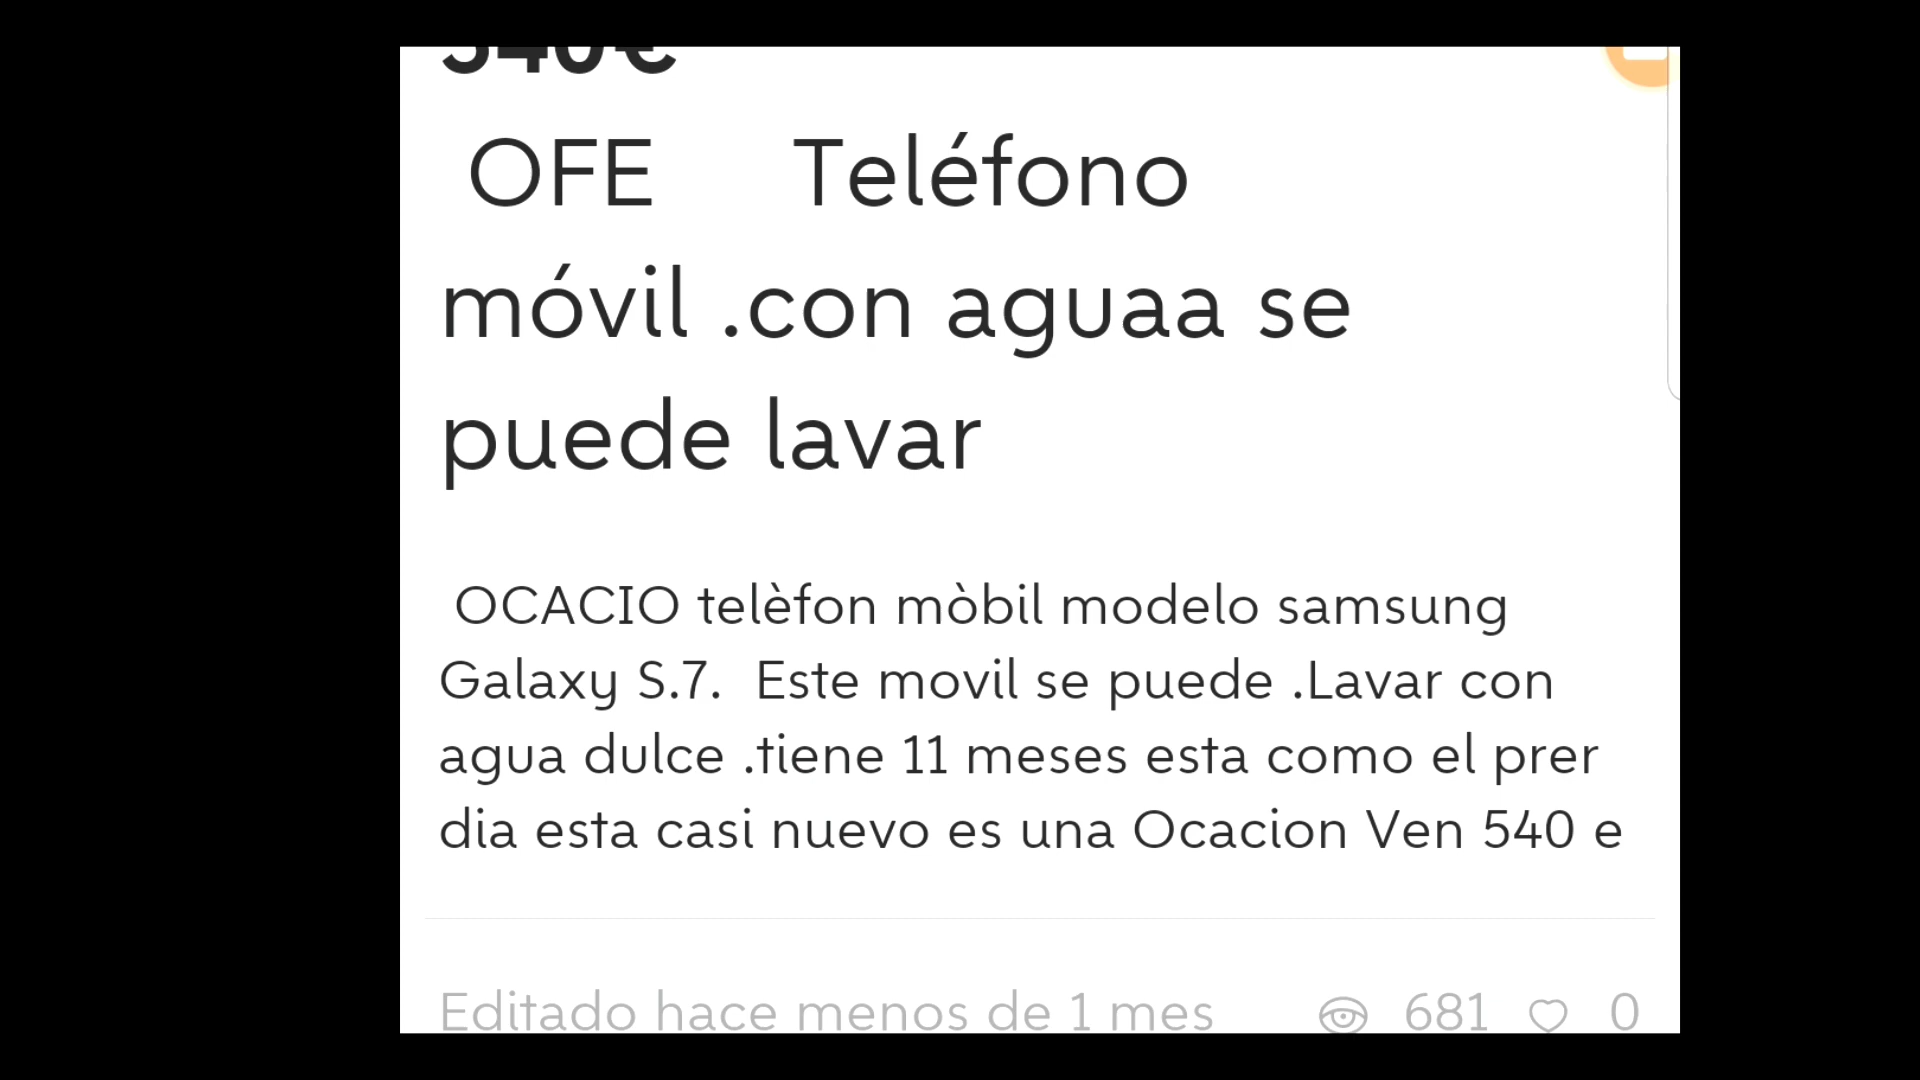 540€
OFE Teléfono
móvil .con aguaa se
puede lavar
OCACIO telèfon mòbil modelo samsung
Galaxy S.7. Este movil se puede .Lavar con
agua dulce .tiene 11 meses esta como el prer
dia esta casi nuevo es una Ocacion Ven 540 e
Editado hace menos de 1 mes 681 0